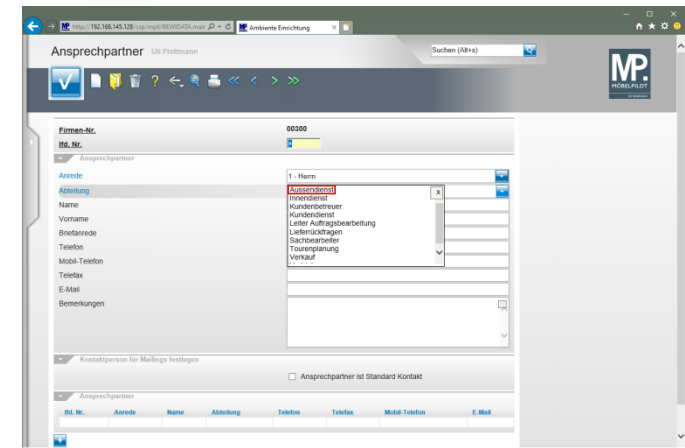 http://192.168.145.128/csp/mp6/BEWIDATA.mair
Ambiente Einrichtung
Ansprechpartner Uli Flottmann
Suchen (Alt+s)
MP.
MÖBELPILOT
Firmen-Nr. 00300
lfd. Nr.
Ansprechpartner
Anrede 1 - Herrn
Abteilung
Aussendienst x
Innendienst
Name
Kundenbetreuer
Kundendienst
Vorname
Leiter Auftragsbearbeitung
Briefanrede
Lieferrückfragen
Sachbearbeiter
Telefon
Tourenplanung
Verkauf
Mobil-Telefon
Telefax
E-Mail
Bemerkungen
Kontaktperson für Mailings festlegen
Ansprechpartner ist Standard Kontakt
Ansprechpartner
lfd. Nr. Anrede Name Abteilung Telefon Telefax Mobil-Telefon E-Mail